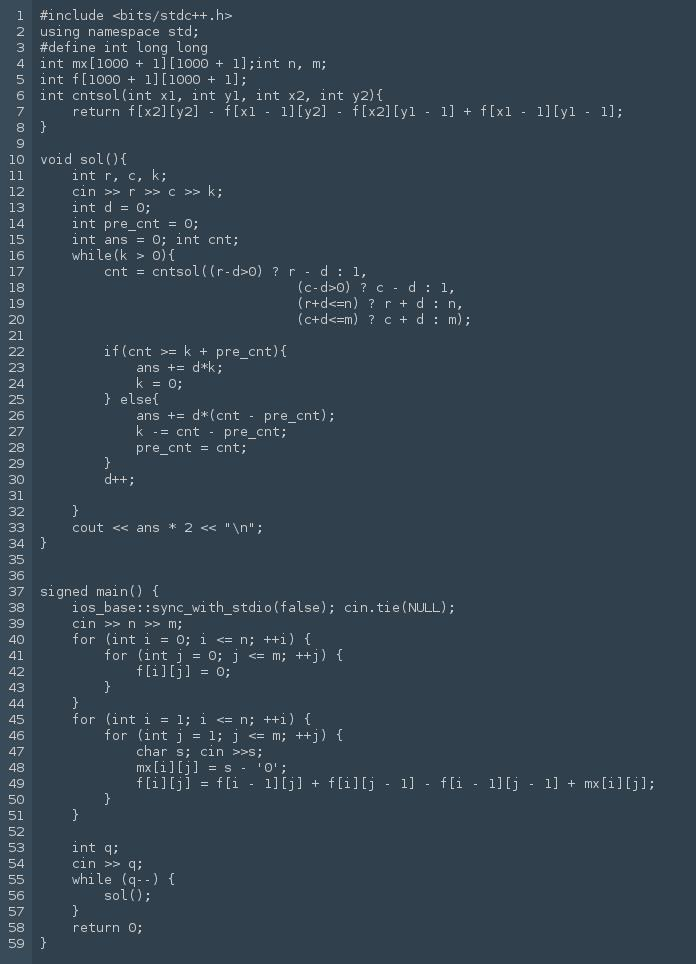 1 #include <bits/stdc++.h>
2 using namespace std;
3 #define int long long
4 int mx[1000 + 1][1000 + 1];int n, m;
5 int f[1000 + 1][1000 + 1];
6 int cntsol(int x1, int y1, int x2, int y2){
7     return f[x2][y2] - f[x1 - 1][y2] - f[x2][y1 - 1] + f[x1 - 1][y1 - 1];
8 }
9
10 void sol(){
11     int r, c, k;
12     cin >> r >> c >> k;
13     int d = 0;
14     int pre_cnt = 0;
15     int ans = 0; int cnt;
16     while(k > 0){
17         cnt = cntsol((r-d>0) ? r - d : 1,
18                                 (c-d>0) ? c - d : 1,
19                                 (r+d<=n) ? r + d : n,
20                                 (c+d<=m) ? c + d : m);
21
22         if(cnt >= k + pre_cnt){
23             ans += d*k;
24             k = 0;
25         } else{
26             ans += d*(cnt - pre_cnt);
27             k -= cnt - pre_cnt;
28             pre_cnt = cnt;
29         }
30         d++;
31
32     }
33     cout << ans * 2 << "\n";
34 }
35
36
37 signed main() {
38     ios_base::sync_with_stdio(false); cin.tie(NULL);
39     cin >> n >> m;
40     for (int i = 0; i <= n; ++i) {
41         for (int j = 0; j <= m; ++j) {
42             f[i][j] = 0;
43         }
44     }
45     for (int i = 1; i <= n; ++i) {
46         for (int j = 1; j <= m; ++j) {
47             char s; cin >>s;
48             mx[i][j] = s - '0';
49             f[i][j] = f[i - 1][j] + f[i][j - 1] - f[i - 1][j - 1] + mx[i][j];
50         }
51     }
52
53     int q;
54     cin >> q;
55     while (q--) {
56         sol();
57     }
58     return 0;
59 }